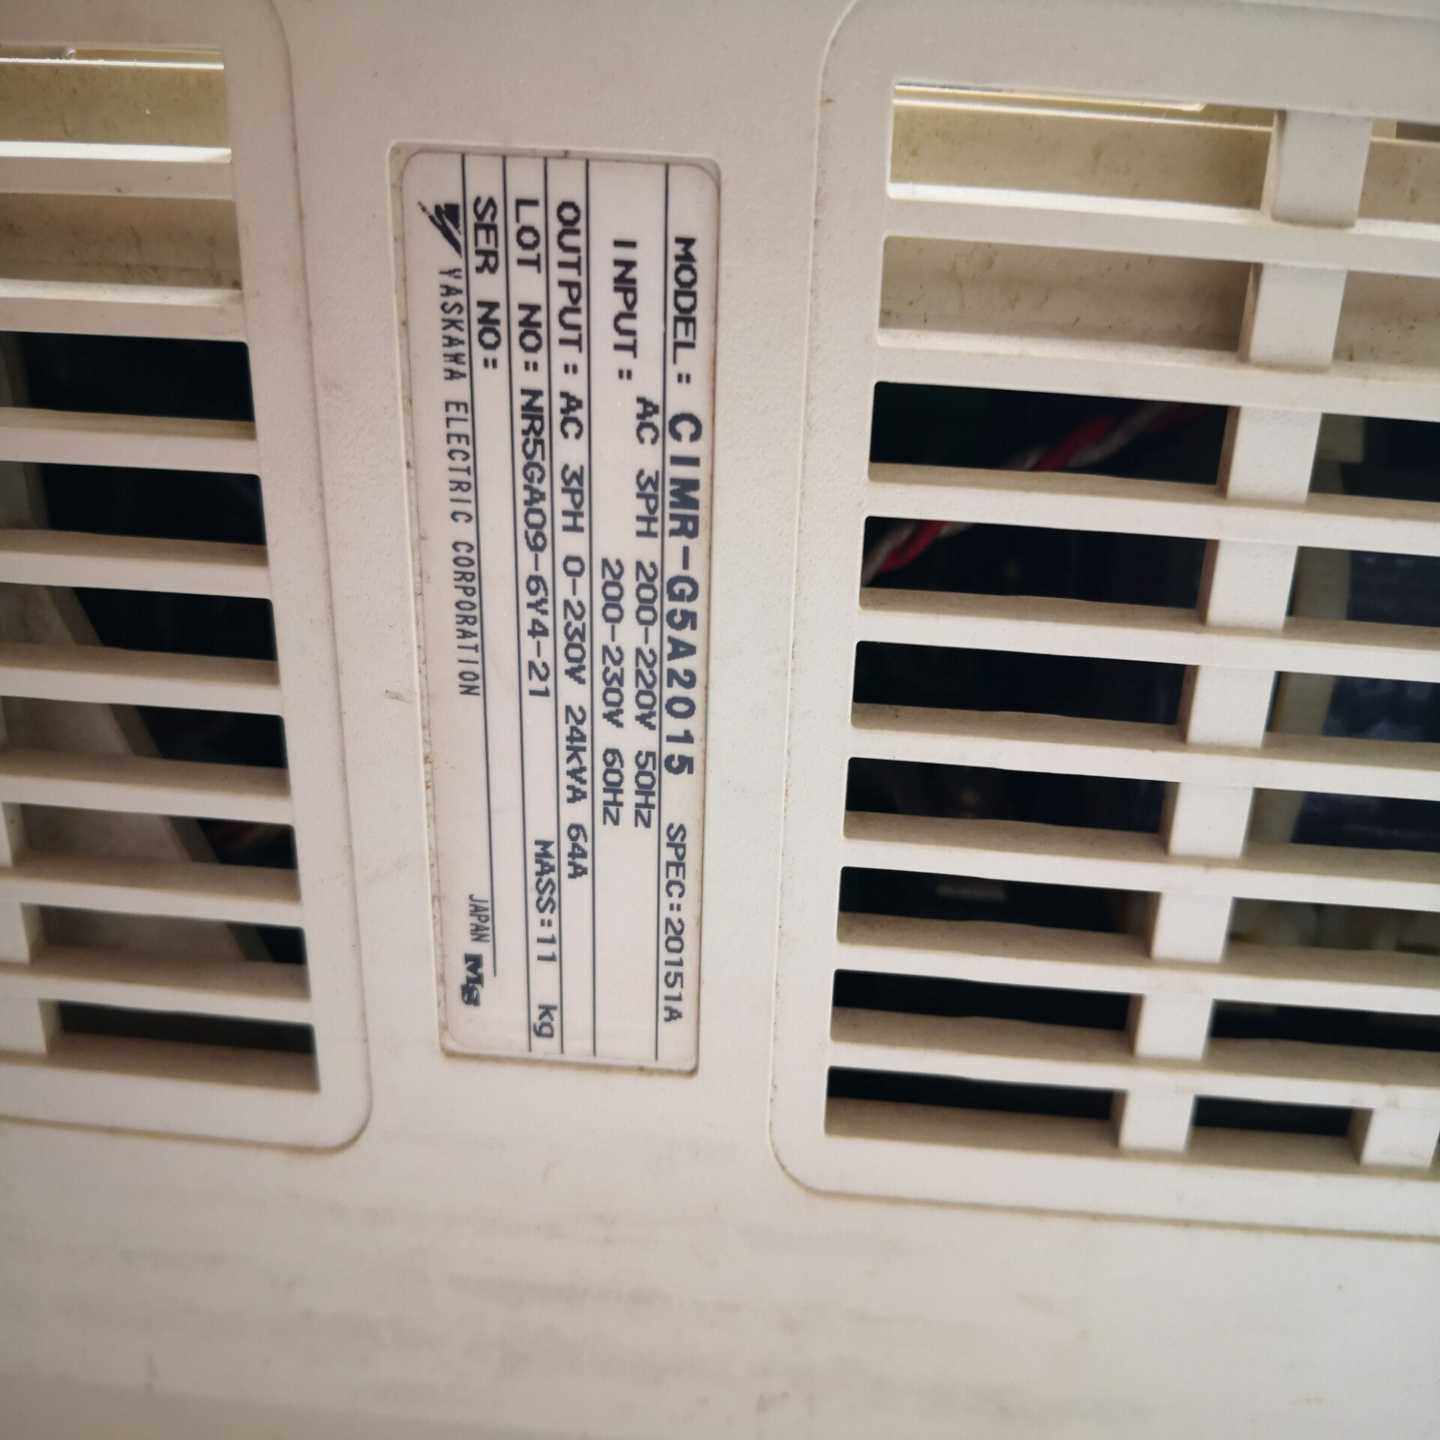 MODEL: CIMR-G5A2015 SPEC:20151A
INPUT: AC 3PH 200-220V 50Hz
200-230V 60Hz
OUTPUT: AC 3PH 0-230V 24kVA 64A
LOT NO: NR5GA09-6Y4-21 MASS:11 kg
SER NO:
YASKAWA ELECTRIC CORPORATION JAPAN MS